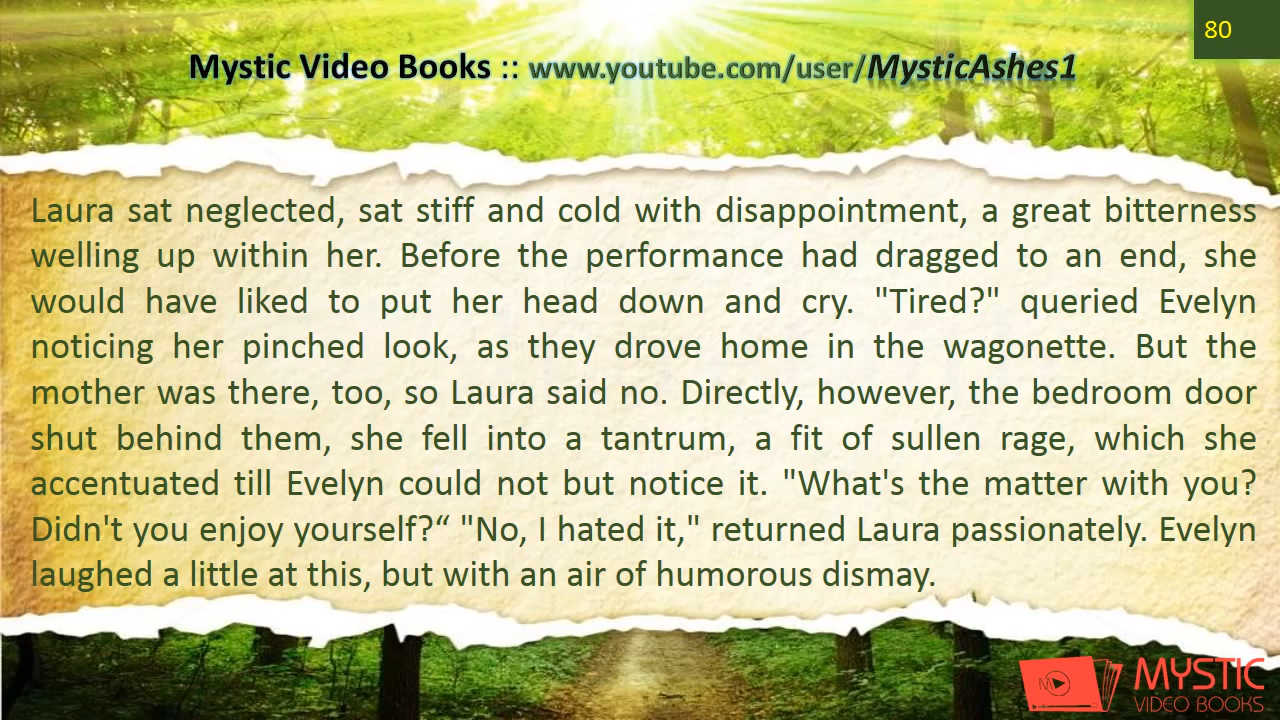 80
Mystic Video Books :: www.youtube.com/user/MysticAshes1
Laura sat neglected, sat stiff and cold with disappointment, a great bitterness
welling up within her. Before the performance had dragged to an end, she
would have liked to put her head down and cry. "Tired?" queried Evelyn
noticing her pinched look, as they drove home in the wagonette. But the
mother was there, too, so Laura said no. Directly, however, the bedroom door
shut behind them, she fell into a tantrum, a fit of sullen rage, which she
accentuated till Evelyn could not but notice it. "What's the matter with you?
Didn't you enjoy yourself?“ "No, I hated it," returned Laura passionately. Evelyn
laughed a little at this, but with an air of humorous dismay.
MYSTIC
VIDEO BOOKS